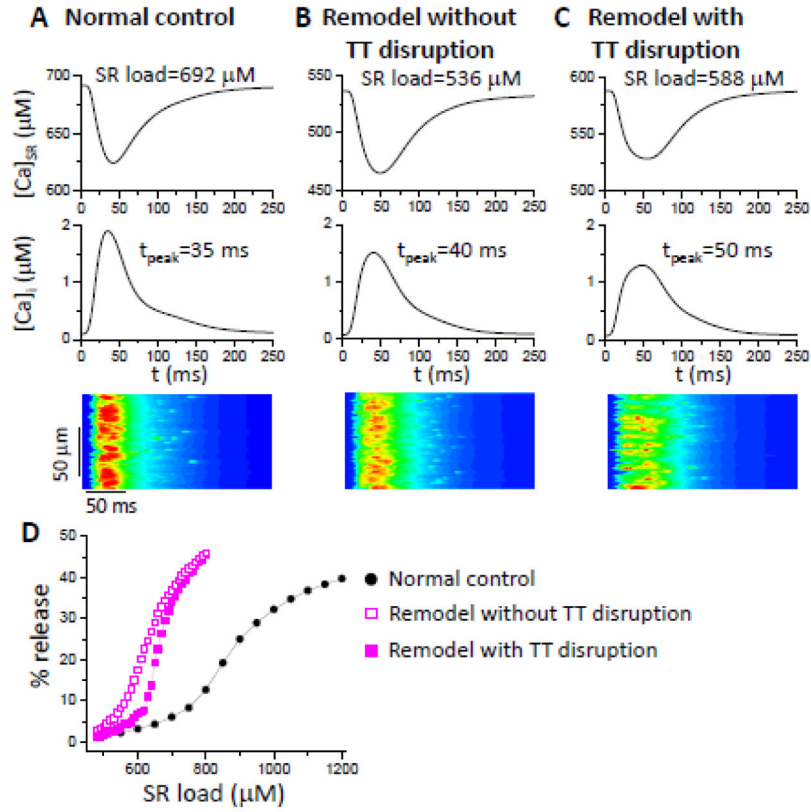 A Normal control
B Remodel without
TT disruption
C Remodel with
TT disruption
SR load=692 μM
SR load=536 μM
SR load=588 μM
[Ca]SR (μM)
700
650
600
0 50 100 150 200 250
550
500
450
0 50 100 150 200 250
600
550
500
0 50 100 150 200 250
[Ca]i (μM)
2
1
0
tpeak=35 ms
0 50 100 150 200 250
t (ms)
2
1
0
tpeak=40 ms
0 50 100 150 200 250
t (ms)
2
1
0
tpeak=50 ms
0 50 100 150 200 250
t (ms)
50 μm
50 ms
D
% release
50
40
30
20
10
0
600 800 1000 1200
SR load (μM)
Normal control
Remodel without TT disruption
Remodel with TT disruption